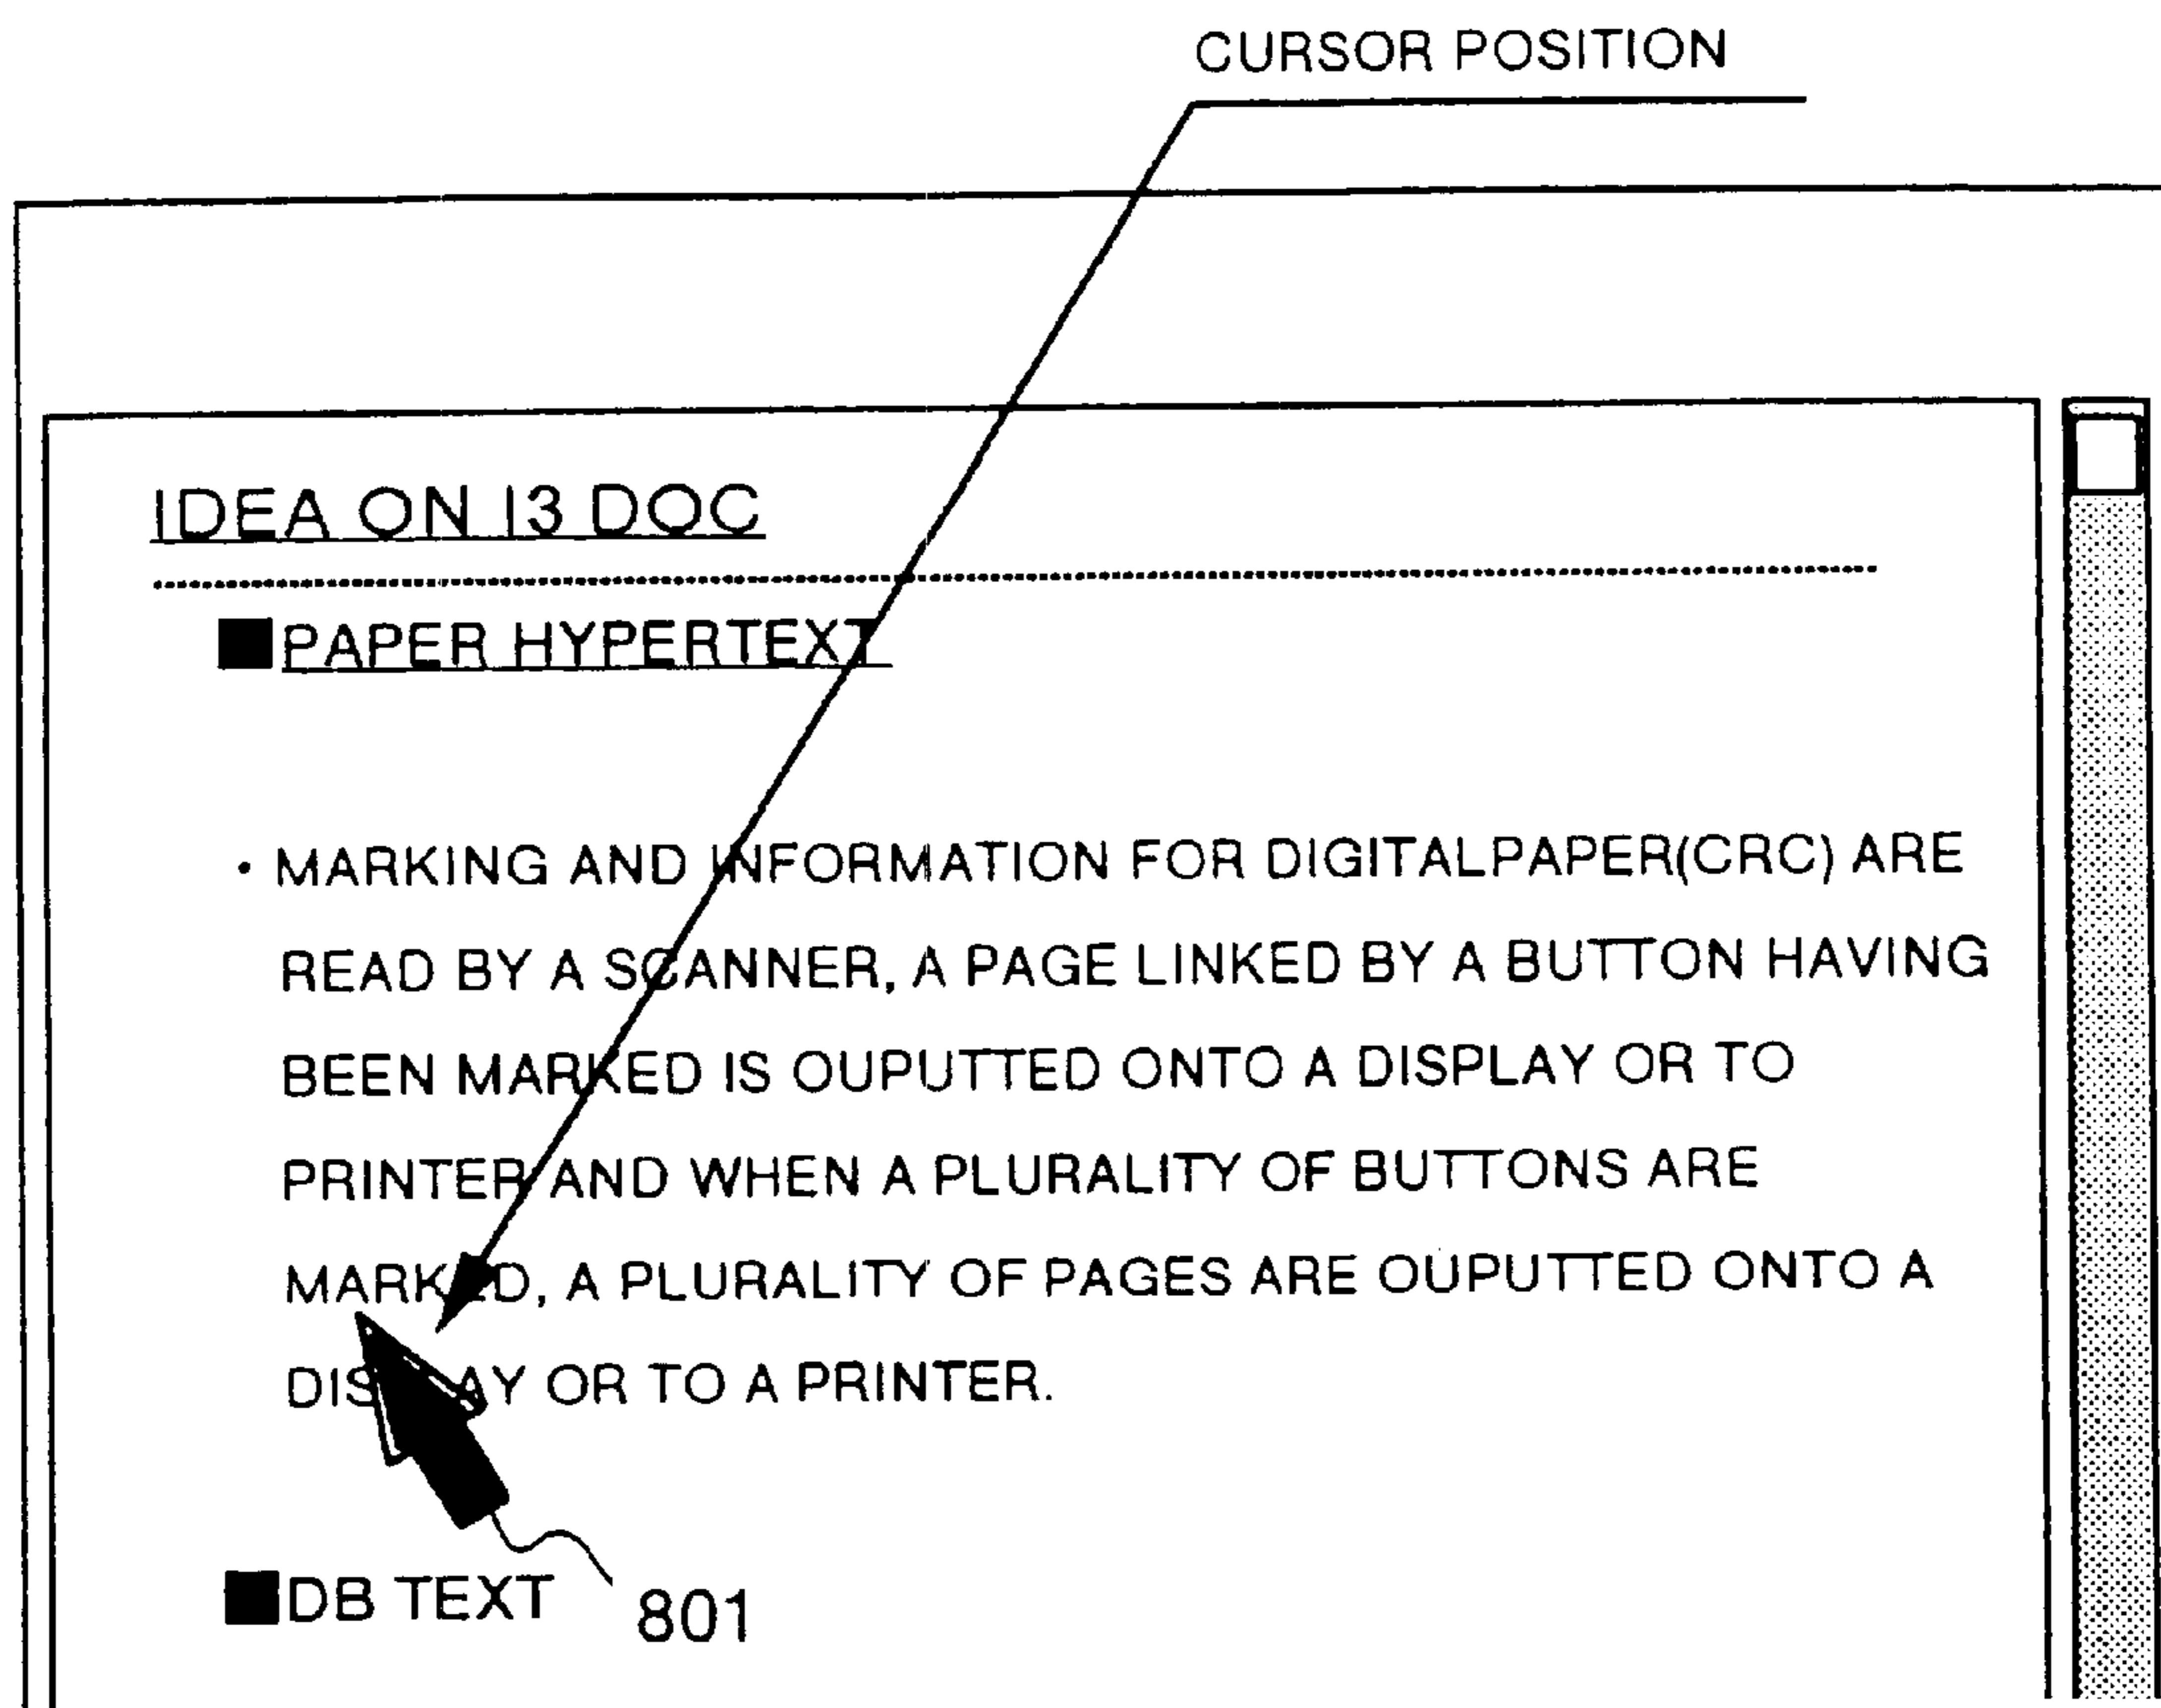 CURSOR POSITION
IDEA ON I3 DOC
■PAPER HYPERTEXT
・MARKING AND INFORMATION FOR DIGITALPAPER(CRC) ARE
READ BY A SCANNER, A PAGE LINKED BY A BUTTON HAVING
BEEN MARKED IS OUPUTTED ONTO A DISPLAY OR TO
PRINTER AND WHEN A PLURALITY OF BUTTONS ARE
MARKED, A PLURALITY OF PAGES ARE OUPUTTED ONTO A
DISPLAY OR TO A PRINTER.
■DB TEXT
801